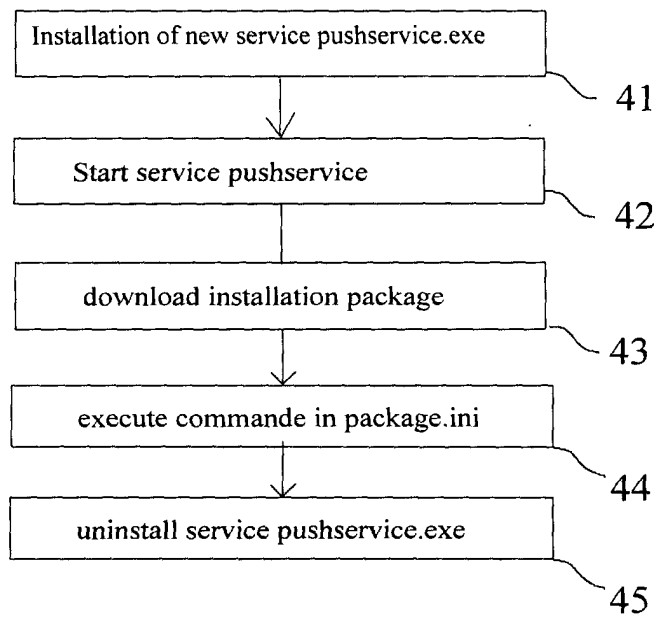 Installation of new service pushservice.exe
41
Start service pushservice
42
download installation package
43
execute commande in package.ini
44
uninstall service pushservice.exe
45